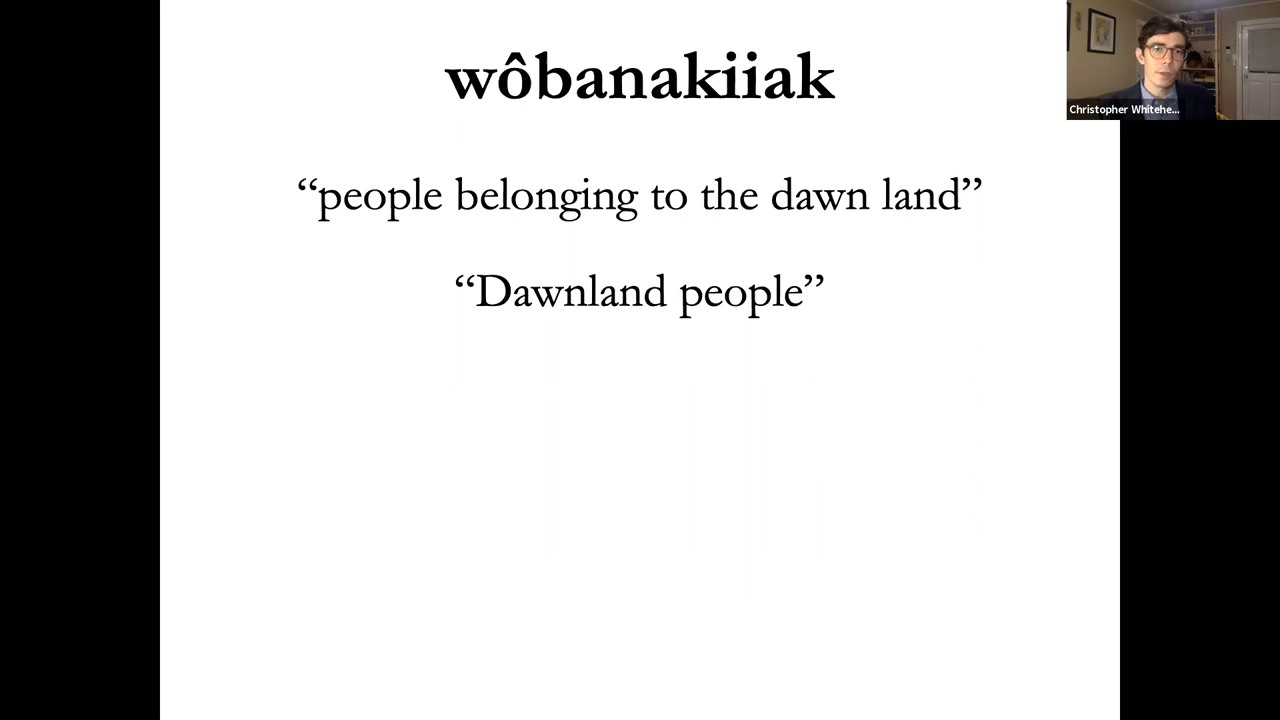 wôbanakiiak
“people belonging to the dawn land”
“Dawnland people”
Christopher Whitehe...